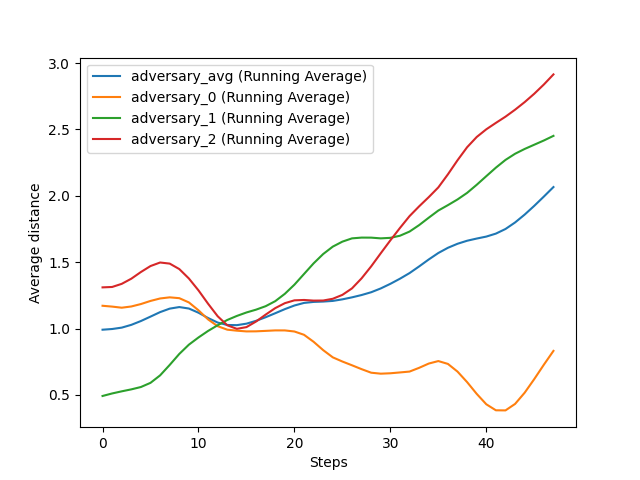 3.0
2.5
2.0
1.5
1.0
0.5
Average distance
adversary_avg (Running Average)
adversary_0 (Running Average)
adversary_1 (Running Average)
adversary_2 (Running Average)
0 10 20 30 40
Steps